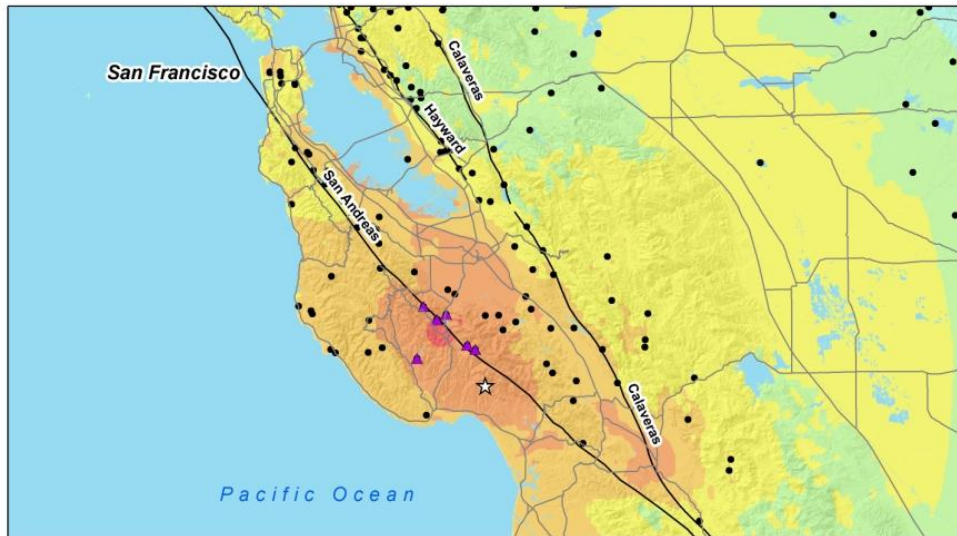 Calaveras
San Francisco
Hayward
San Andreas
Calaveras
Pacific Ocean